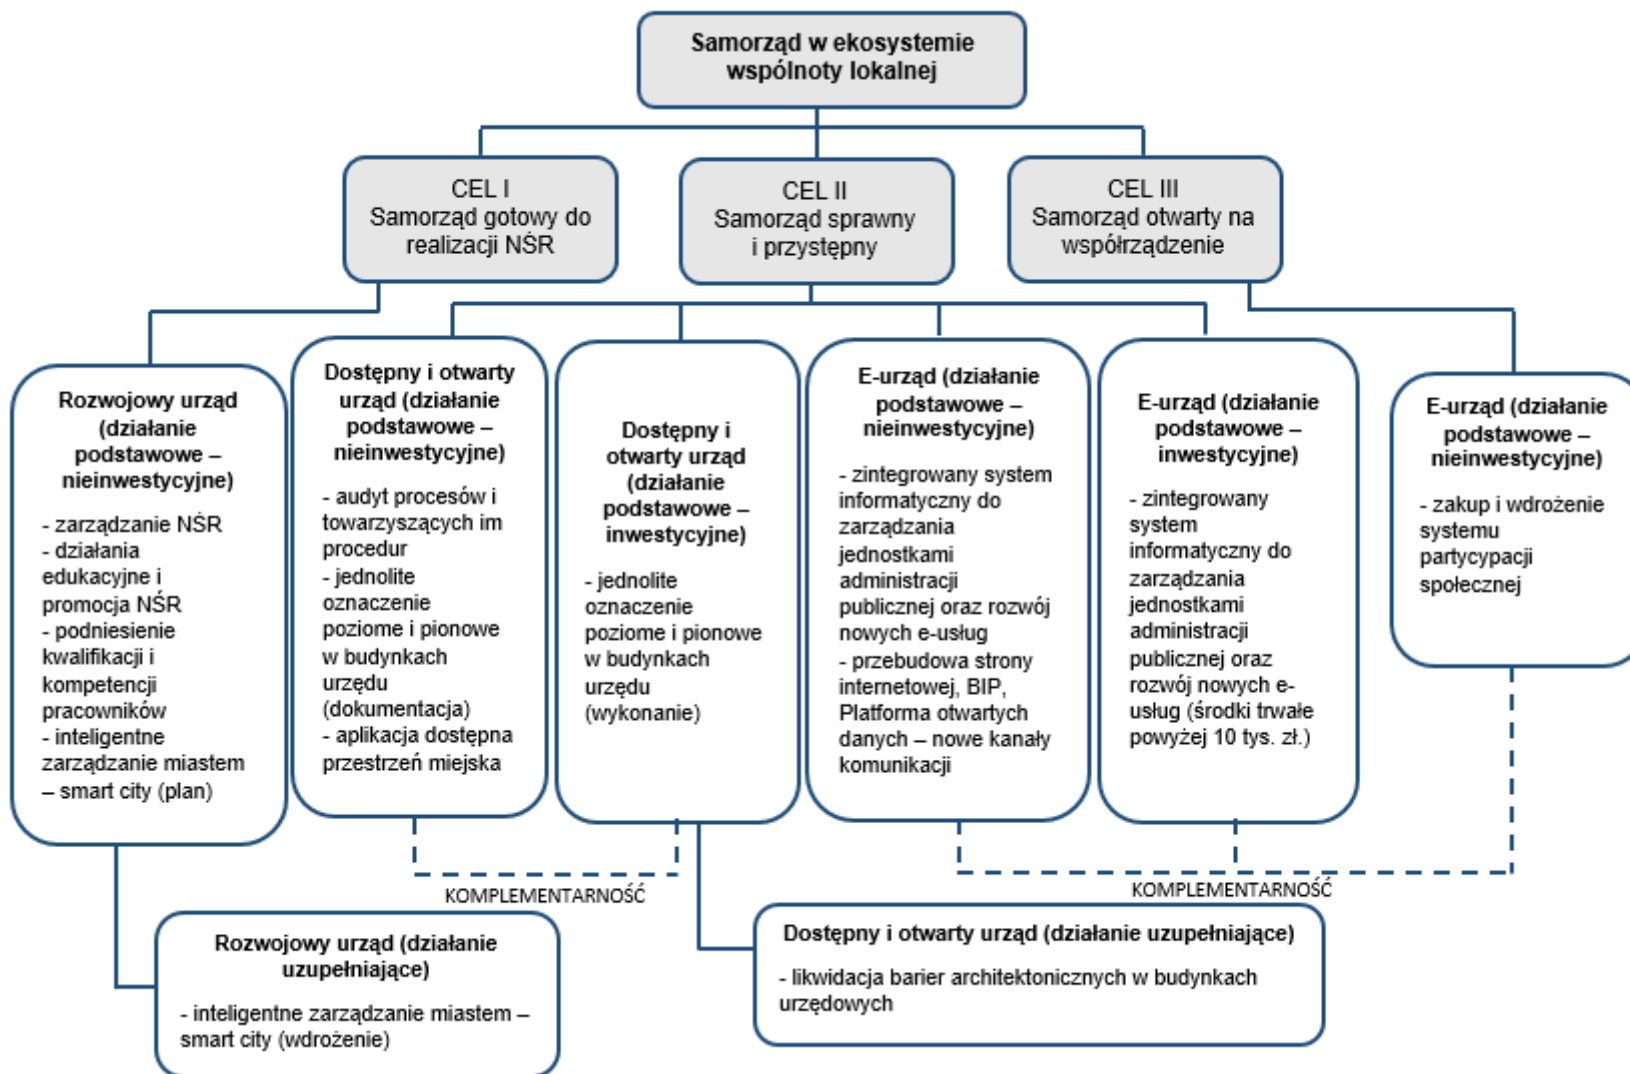 Samorząd w ekosystemie
wspólnoty lokalnej
CEL I
Samorząd gotowy do
realizacji NŚR
CEL II
Samorząd sprawny
i przystępny
CEL III
Samorząd otwarty na
współrządzenie
Rozwojowy urząd
(działanie
podstawowe –
nieinwestycyjne)
- zarządzanie NŚR
- działania
edukacyjne i
promocja NŚR
- podniesienie
kwalifikacji i
kompetencji
pracowników
- inteligentne
zarządzanie miastem
– smart city (plan)
Dostępny i otwarty
urząd (działanie
podstawowe –
nieinwestycyjne)
- audyt procesów i
towarzyszących im
procedur
- jednolite
oznaczenie
poziome i pionowe
w budynkach
urzędu
(dokumentacja)
- aplikacja dostępna
przestrzeń miejska
Dostępny i
otwarty urząd
(działanie
podstawowe –
inwestycyjne)
- jednolite
oznaczenie
poziome i pionowe
w budynkach
urzędu
(wykonanie)
E-urząd (działanie
podstawowe –
nieinwestycyjne)
- zintegrowany system
informatyczny do
zarządzania
jednostkami
administracji
publicznej oraz rozwój
nowych e-usług
- przebudowa strony
internetowej, BIP,
Platforma otwartych
danych – nowe kanały
komunikacji
E-urząd (działanie
podstawowe –
inwestycyjne)
- zintegrowany
system
informatyczny do
zarządzania
jednostkami
administracji
publicznej oraz
rozwój nowych e-
usług (środki trwałe
powyżej 10 tys. zł.)
E-urząd (działanie
podstawowe –
nieinwestycyjne)
- zakup i wdrożenie
systemu
partycypacji
społecznej
KOMPLEMENTARNOŚĆ
KOMPLEMENTARNOŚĆ
Rozwojowy urząd (działanie
uzupełniające)
- inteligentne zarządzanie miastem –
smart city (wdrożenie)
Dostępny i otwarty urząd (działanie uzupełniające)
- likwidacja barier architektonicznych w budynkach
urzędowych